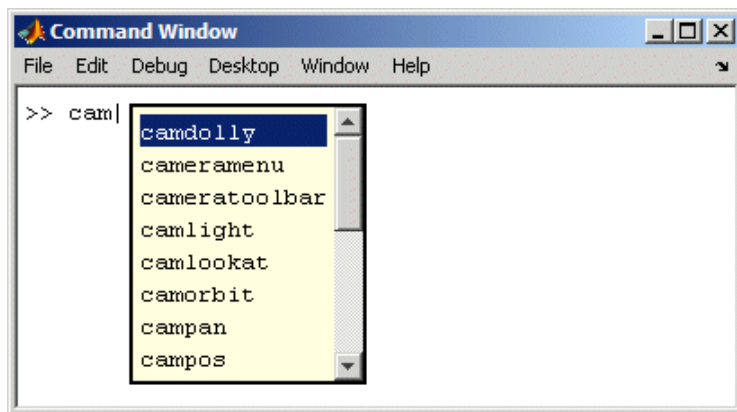 Command Window
File Edit Debug Desktop Window Help
>> cam
camdolly
cameramenu
cameratoolbar
camlight
camlookat
camorbit
campan
campos